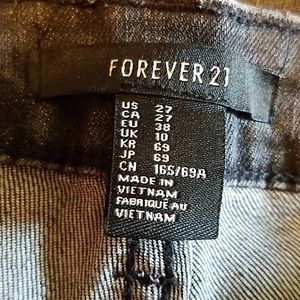 FOREVER 21
US 27
CA 27
EU 38
UK 10
KR 69
JP 69
CN 165/69A
MADE IN
VIETNAM
FABRIQUÉ AU
VIETNAM